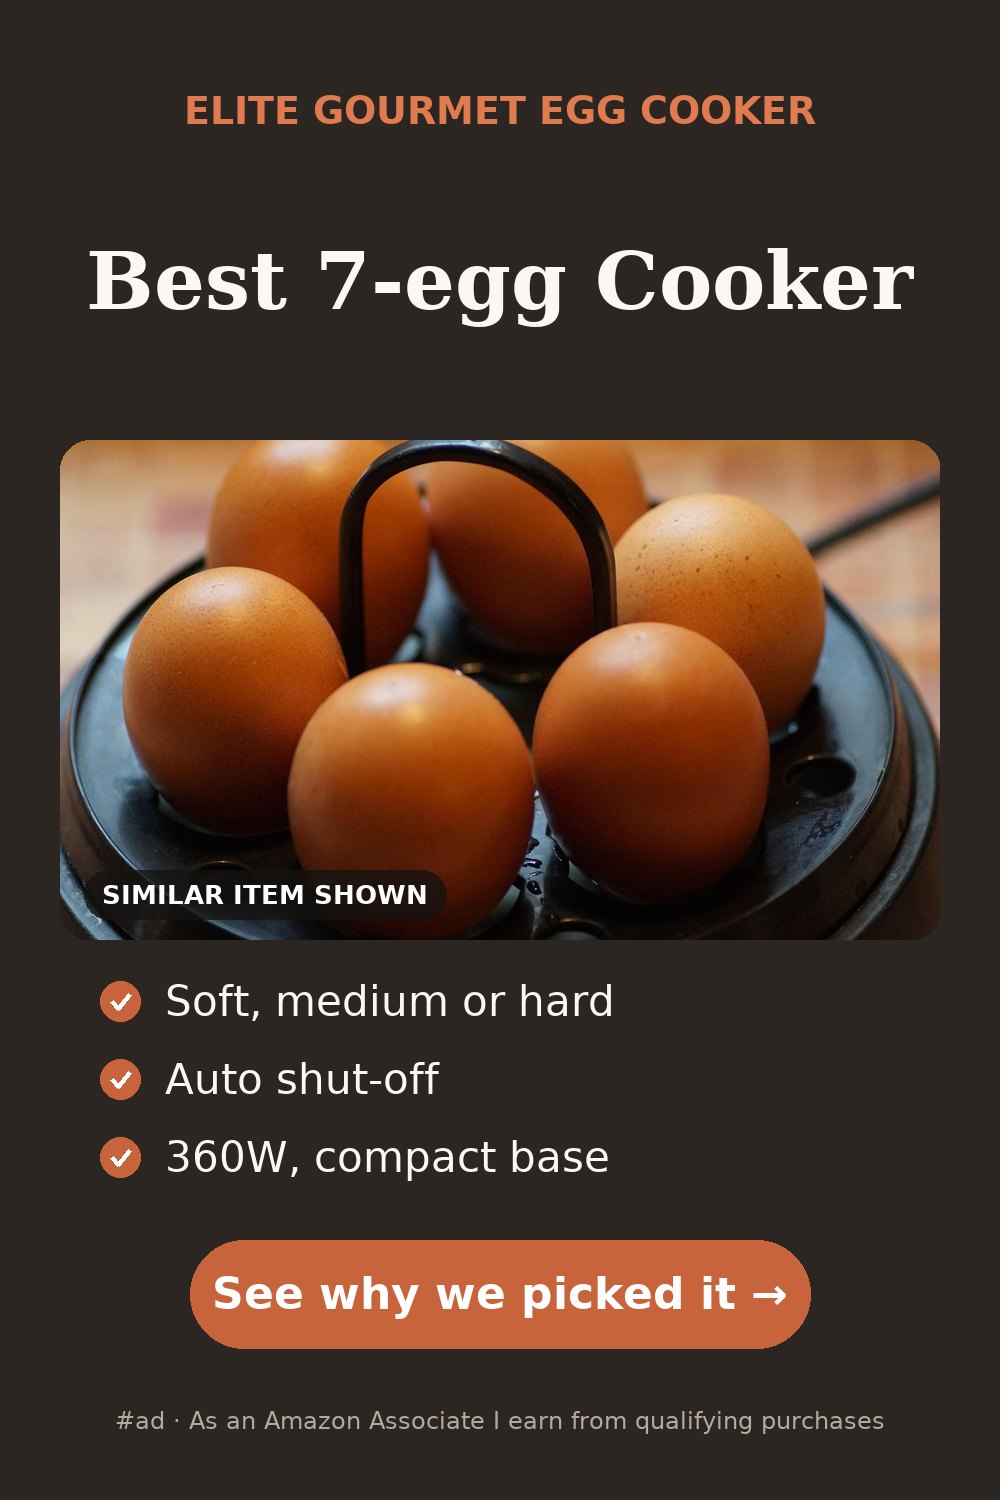 ELITE GOURMET EGG COOKER
Best 7-egg Cooker
SIMILAR ITEM SHOWN
Soft, medium or hard
Auto shut-off
360W, compact base
See why we picked it →
#ad · As an Amazon Associate I earn from qualifying purchases